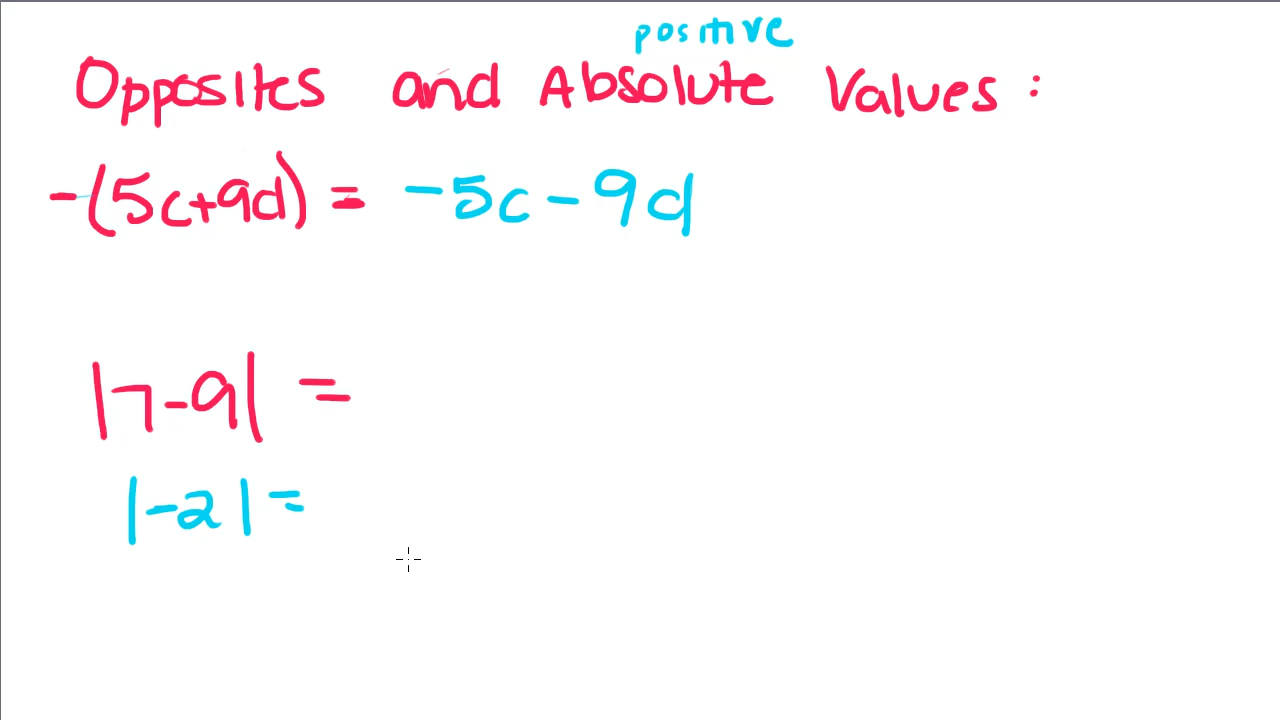 positive
Opposites and Absolute Values:
-(5c+9d) = -5c-9d
|7-9| =
|-2| =